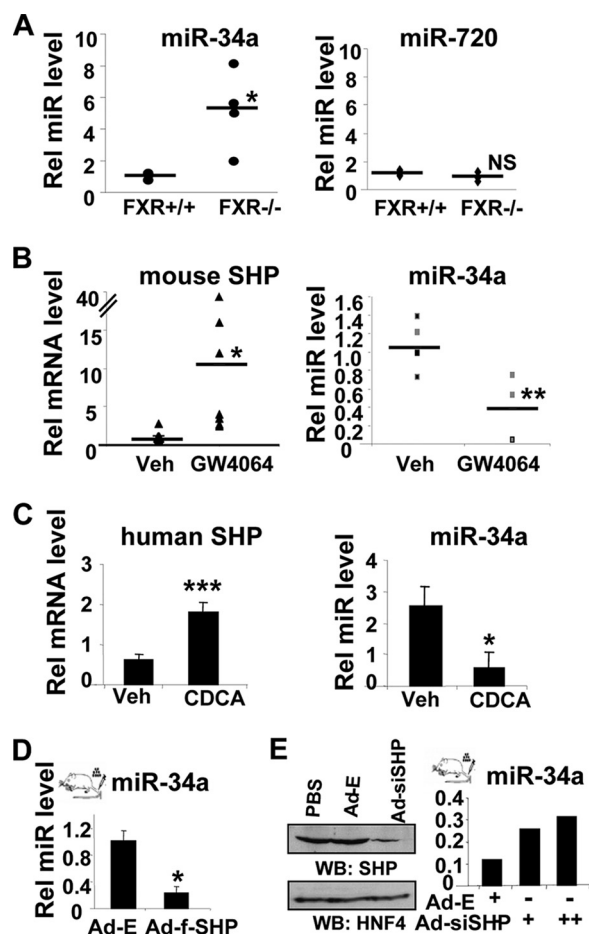 A
miR-34a
miR-720
Rel miR level
10
8
6
4
2
0
*
FXR+/+ FXR-/-
Rel miR level
10
8
6
4
2
0
NS
FXR+/+ FXR-/-
B
mouse SHP
miR-34a
Rel mRNA level
40
15
10
5
0
*
Veh GW4064
Rel miR level
1.6
1.4
1.2
1.0
0.8
0.6
0.4
0.2
0
**
Veh GW4064
C
human SHP
miR-34a
Rel mRNA level
3
2
1
0
***
Veh CDCA
Rel miR level
4
3
2
1
0
*
Veh CDCA
D
miR-34a
Rel miR level
1.2
0.8
0.4
0
*
Ad-E Ad-f-SHP
E
PBS
Ad-E
Ad-siSHP
WB: SHP
WB: HNF4
miR-34a
0.4
0.3
0.2
0.1
0
Ad-E + - -
Ad-siSHP - + ++